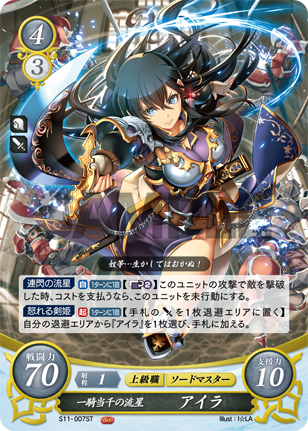 4
3
奴輩…生かしてはおかぬ!
連閃の流星 自 1ターンに1回 2 このユニットの攻撃で敵を撃破
した時、コストを支払うなら、このユニットを未行動にする。
怒れる剣姫 起 1ターンに1回 【手札の を1枚退避エリアに置く】
自分の退避エリアから「アイラ」を1枚選び、手札に加える。
戦闘力
70
射程 1
上級職
ソードマスター
支援力
10
一騎当千の流星 アイラ
S11-007ST
Illust : HxLA